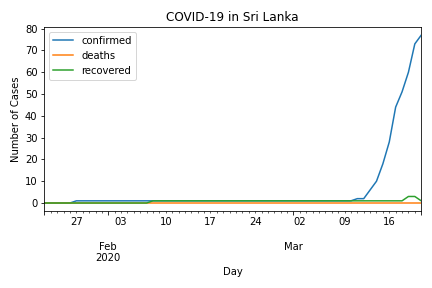 COVID-19 in Sri Lanka
confirmed
deaths
recovered
Number of Cases
80
70
60
50
40
30
20
10
0
27 03 10 17 24 02 09 16
Feb Mar
2020
Day